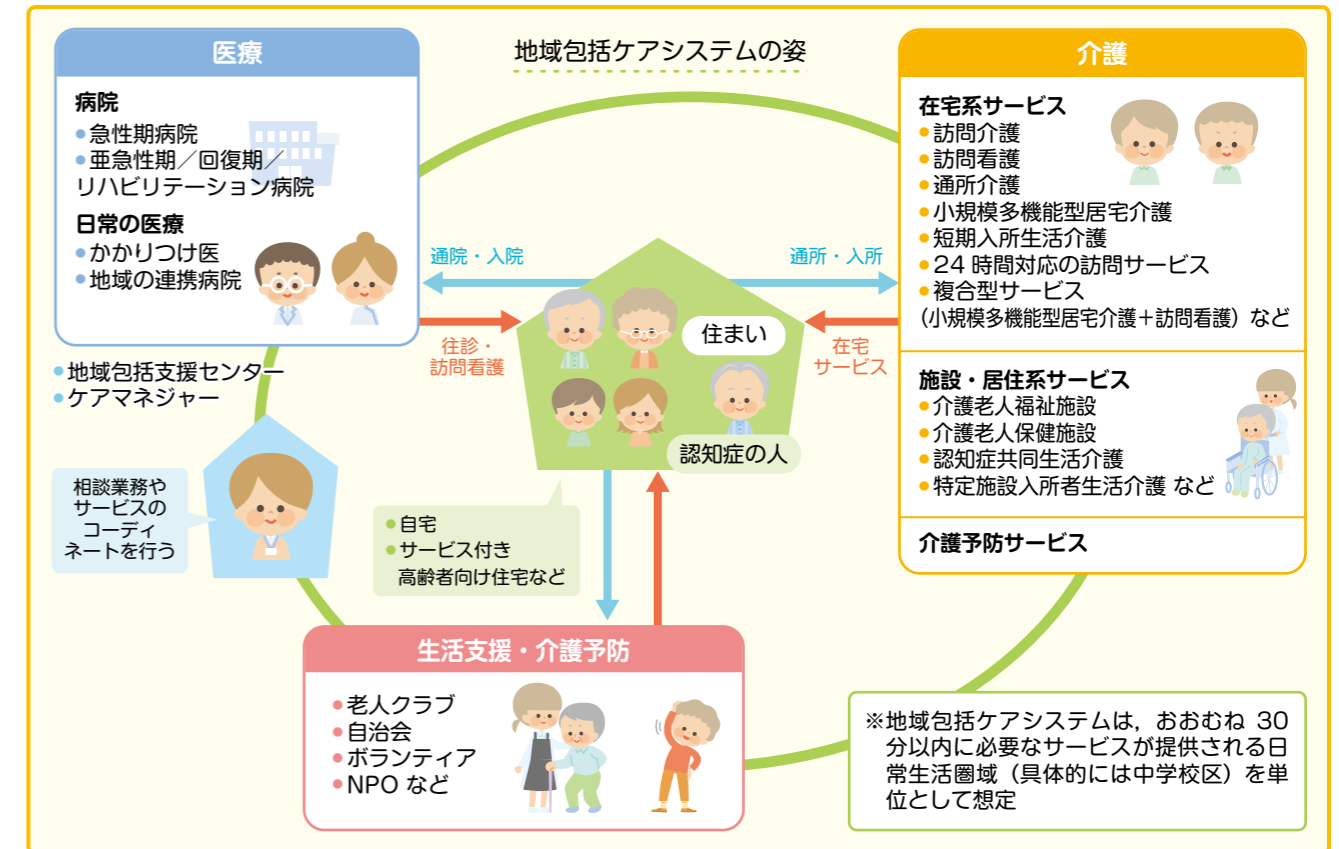 地域包括ケアシステムの姿
医療
病院
●急性期病院
●亜急性期／回復期／
リハビリテーション病院
日常の医療
●かかりつけ医
●地域の連携病院
通院・入院
往診・
訪問看護
住まい
認知症の人
通所・入所
在宅
サービス
介護
在宅系サービス
●訪問介護
●訪問看護
●通所介護
●小規模多機能型居宅介護
●短期入所生活介護
●24 時間対応の訪問サービス
●複合型サービス
（小規模多機能型居宅介護＋訪問看護）など
施設・居住系サービス
●介護老人福祉施設
●介護老人保健施設
●認知症共同生活介護
●特定施設入所者生活介護 など
介護予防サービス
●地域包括支援センター
●ケアマネジャー
相談業務や
サービスの
コーディ
ネートを行う
●自宅
●サービス付き
高齢者向け住宅など
生活支援・介護予防
●老人クラブ
●自治会
●ボランティア
●NPO など
※地域包括ケアシステムは，おおむね 30
分以内に必要なサービスが提供される日
常生活圏域（具体的には中学校区）を単
位として想定